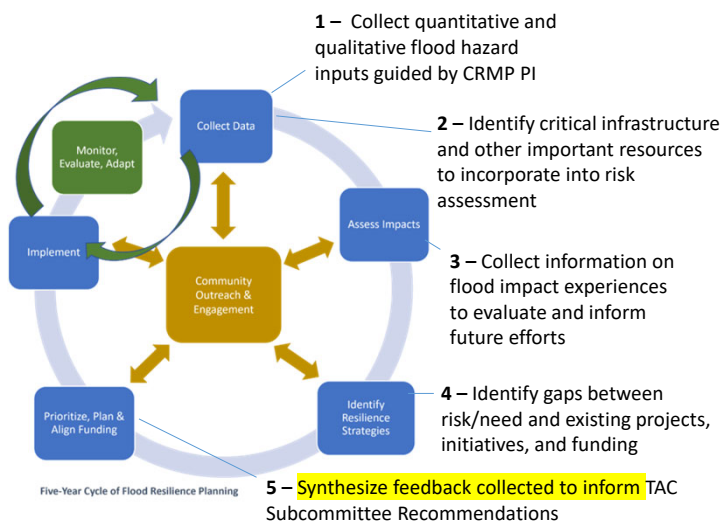 1 – Collect quantitative and
qualitative flood hazard
inputs guided by CRMP PI
Collect Data
2 – Identify critical infrastructure
and other important resources
to incorporate into risk
assessment
Monitor,
Evaluate, Adapt
Assess Impacts
Implement
3 – Collect information on
flood impact experiences
to evaluate and inform
future efforts
Community
Outreach &
Engagement
4 – Identify gaps between
risk/need and existing projects,
initiatives, and funding
Prioritize, Plan &
Align Funding
Identify
Resilience
Strategies
5 – Synthesize feedback collected to inform TAC
Subcommittee Recommendations
Five-Year Cycle of Flood Resilience Planning